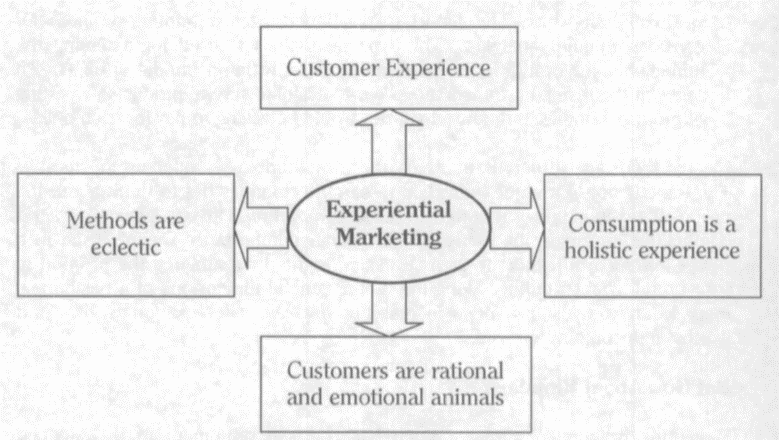 Customer Experience
Methods are
eclectic
Experiential
Marketing
Consumption is a
holistic experience
Customers are rational
and emotional animals